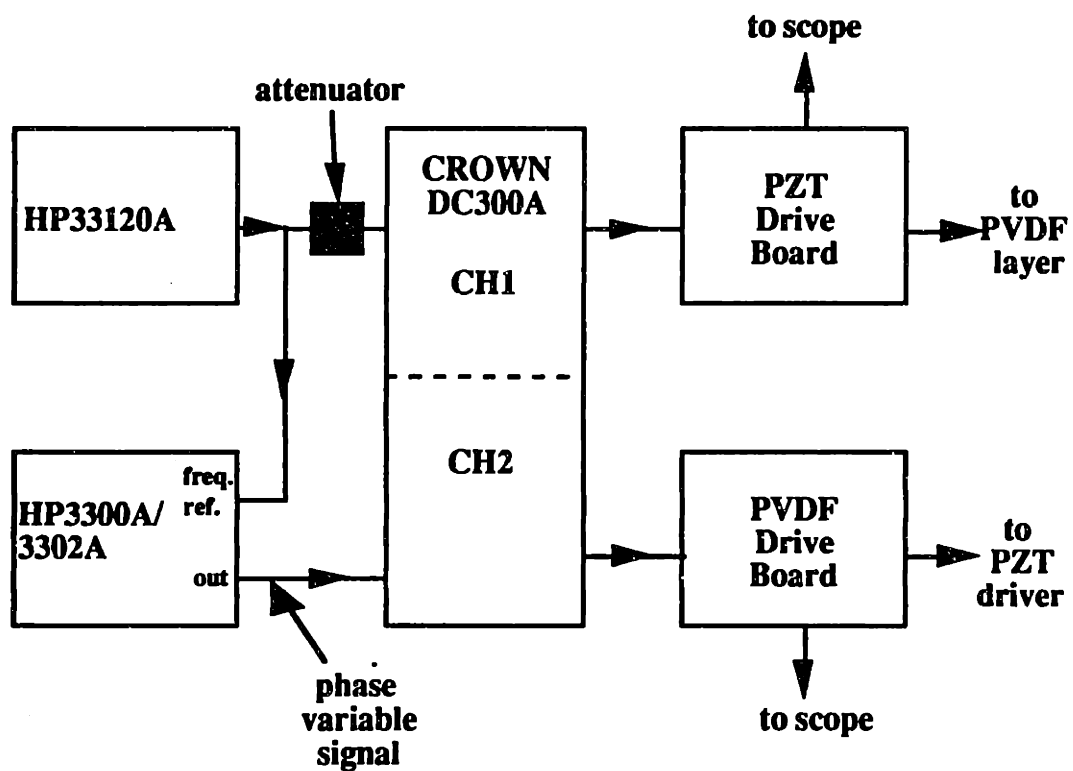 to scope
attenuator
HP33120A
CROWN
DC300A
CH1
PZT
Drive
Board
to
PVDF
layer
freq.
ref.
HP3300A/
3302A
out
CH2
PVDF
Drive
Board
to
PZT
driver
phase
variable
signal
to scope